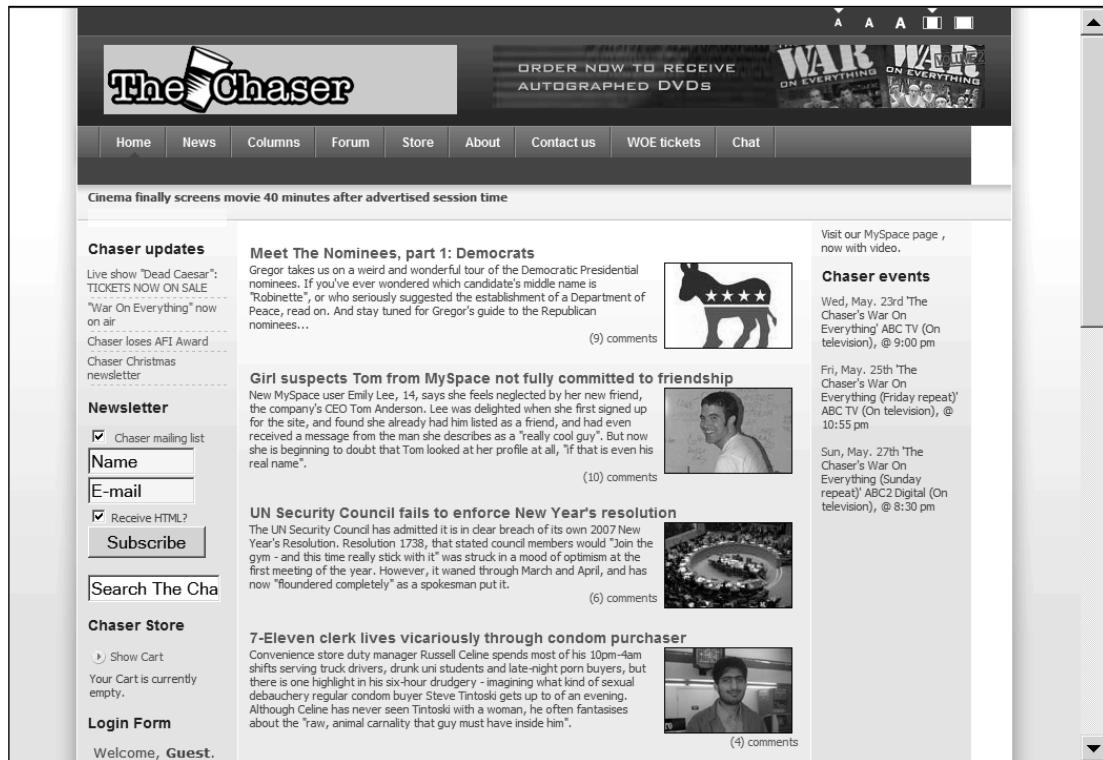 A A A
The Chaser
ORDER NOW TO RECEIVE
AUTOGRAPHED DVDS
WAR
ON EVERYTHING
WAR
ON EVERYTHING
VOLUME 2
Home News Columns Forum Store About Contact us WOE tickets Chat
Cinema finally screens movie 40 minutes after advertised session time
Chaser updates
Live show "Dead Caesar":
TICKETS NOW ON SALE
"War On Everything" now
on air
Chaser loses AFI Award
Chaser Christmas
newsletter
Newsletter
Chaser mailing list
Name
E-mail
Receive HTML?
Subscribe
Search The Cha
Chaser Store
Show Cart
Your Cart is currently
empty.
Login Form
Welcome, Guest.
Meet The Nominees, part 1: Democrats
Gregor takes us on a weird and wonderful tour of the Democratic Presidential
nominees. If you've ever wondered which candidate's middle name is
"Robinette", or who seriously suggested the establishment of a Department of
Peace, read on. And stay tuned for Gregor's guide to the Republican
nominees...
(9) comments
Girl suspects Tom from MySpace not fully committed to friendship
New MySpace user Emily Lee, 14, says she feels neglected by her new friend,
the company's CEO Tom Anderson. Lee was delighted when she first signed up
for the site, and found she already had him listed as a friend, and had even
received a message from the man she describes as a "really cool guy". But now
she is beginning to doubt that Tom looked at her profile at all, "if that is even his
real name".
(10) comments
UN Security Council fails to enforce New Year's resolution
The UN Security Council has admitted it is in clear breach of its own 2007 New
Year's Resolution. Resolution 1738, that stated council members would "Join the
gym - and this time really stick with it" was struck in a mood of optimism at the
first meeting of the year. However, it waned through March and April, and has
now "floundered completely" as a spokesman put it.
(6) comments
7-Eleven clerk lives vicariously through condom purchaser
Convenience store duty manager Russell Celine spends most of his 10pm-4am
shifts serving truck drivers, drunk uni students and late-night porn buyers, but
there is one highlight in his six-hour drudgery - imagining what kind of sexual
debauchery regular condom buyer Steve Tintoski gets up to of an evening.
Although Celine has never seen Tintoski with a woman, he often fantasises
about the "raw, animal carnality that guy must have inside him".
(4) comments
Visit our MySpace page ,
now with video.
Chaser events
Wed, May. 23rd 'The
Chaser's War On
Everything' ABC TV (On
television), @ 9:00 pm
Fri, May. 25th 'The
Chaser's War On
Everything (Friday repeat)'
ABC TV (On television), @
10:55 pm
Sun, May. 27th 'The
Chaser's War On
Everything (Sunday
repeat)' ABC2 Digital (On
television), @ 8:30 pm